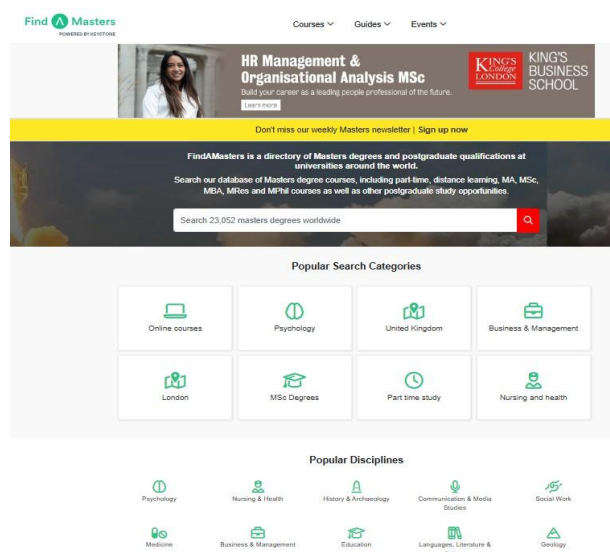 Find A Masters
POWERED BY KEYSTONE
Courses Guides Events
HR Management &
Organisational Analysis MSc
Build your career as a leading people professional of the future.
Learn more
KING'S
College
LONDON
KING'S
BUSINESS
SCHOOL
Don't miss our weekly Masters newsletter | Sign up now
FindAMasters is a directory of Masters degrees and postgraduate qualifications at
universities around the world.
Search our database of Masters degree courses, including part-time, distance learning, MA, MSc,
MBA, MRes and MPhil courses as well as other postgraduate study opportunities.
Search 23,052 masters degrees worldwide
Popular Search Categories
Online courses
Psychology
United Kingdom
Business & Management
London
MSc Degrees
Part time study
Nursing and health
Popular Disciplines
Psychology
Nursing & Health
History & Archaeology
Communication & Media
Studies
Social Work
Medicine
Business & Management
Education
Languages, Literature &
Geology